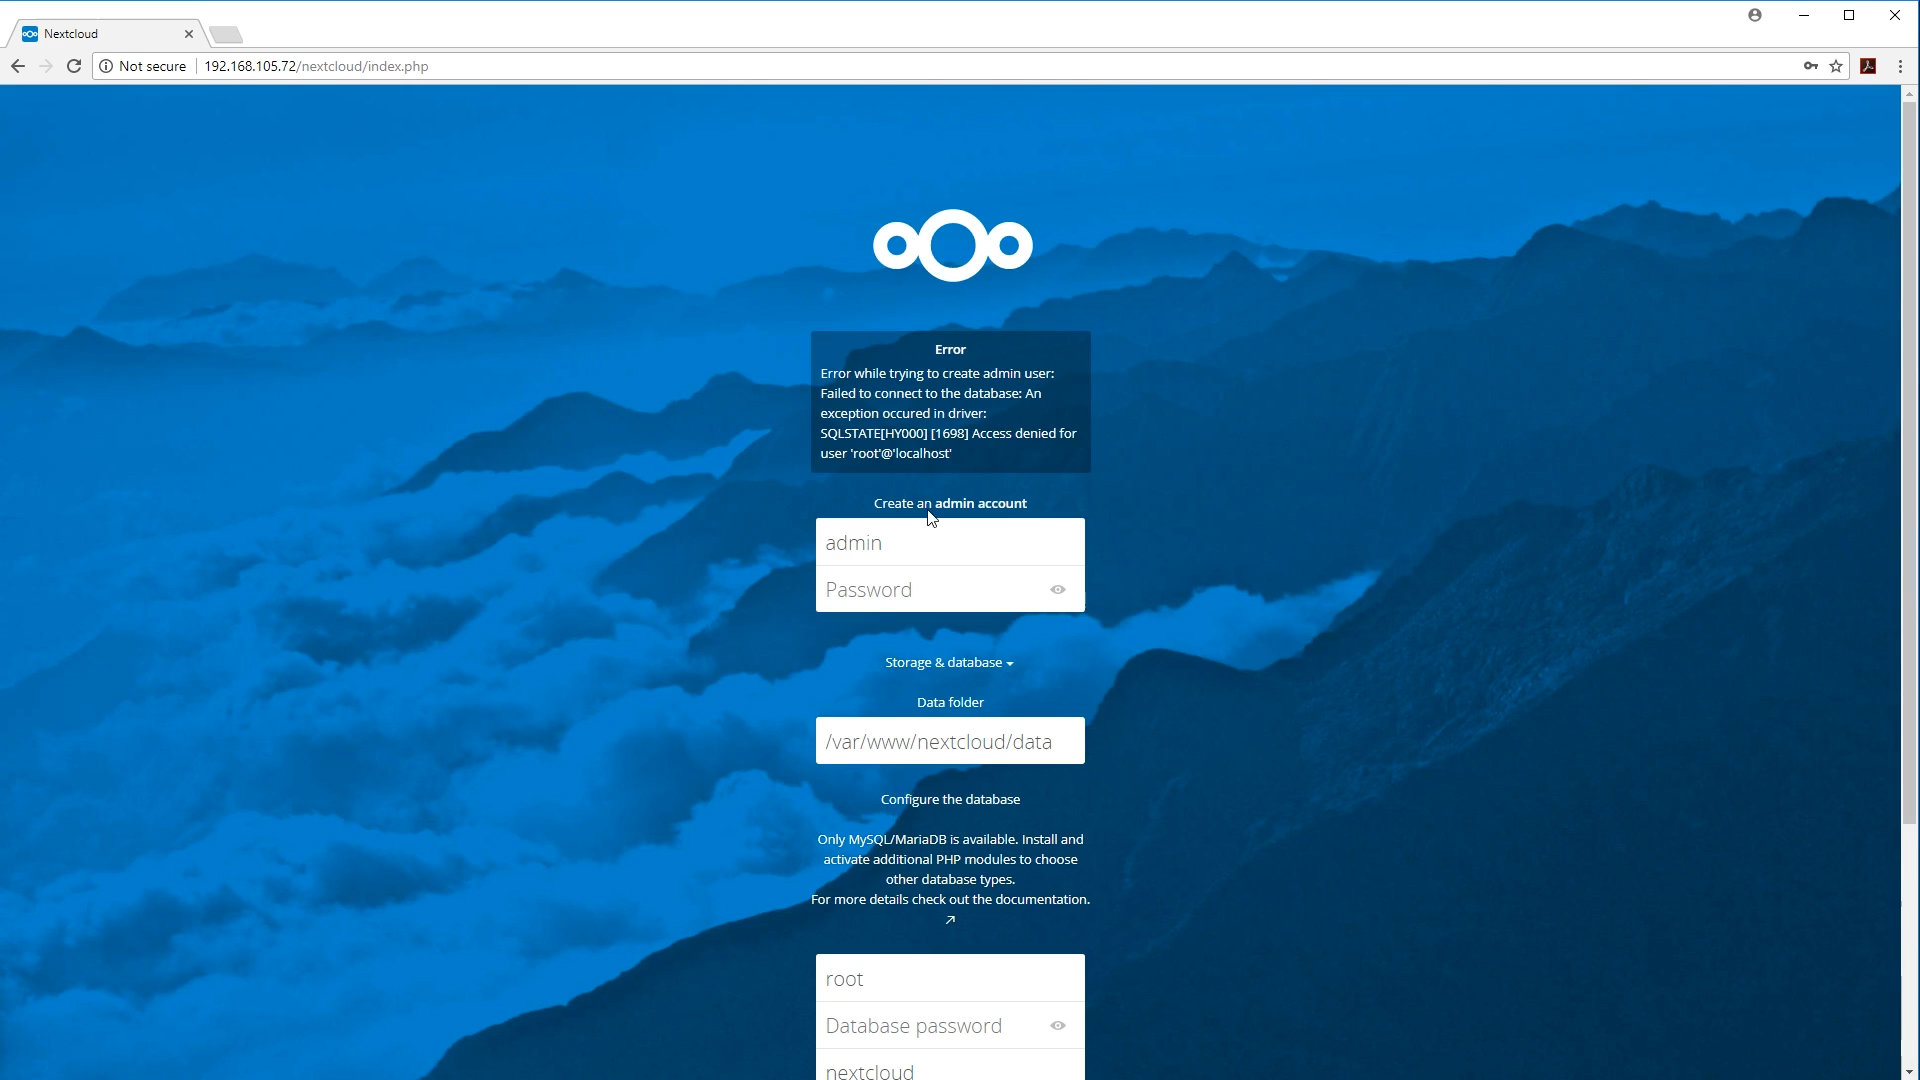 Nextcloud
Not secure
192.168.105.72/nextcloud/index.php
Error
Error while trying to create admin user:
Failed to connect to the database: An
exception occured in driver:
SQLSTATE[HY000] [1698] Access denied for
user 'root'@'localhost'
Create an admin account
admin
Password
Storage & database
Data folder
/var/www/nextcloud/data
Configure the database
Only MySQL/MariaDB is available. Install and
activate additional PHP modules to choose
other database types.
For more details check out the documentation.
↗
root
Database password
nextcloud